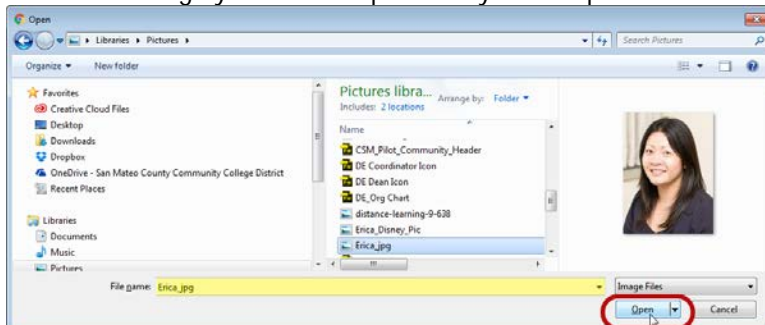 Open
Libraries ▸ Pictures ▸
Search Pictures
Organize ▾ New folder
Favorites
Creative Cloud Files
Desktop
Downloads
Dropbox
OneDrive - San Mateo County Community College District
Recent Places
Libraries
Documents
Music
Pictures
Pictures libra...
Includes: 2 locations
Arrange by: Folder ▾
Name
CSM_Pilot_Community_Header
DE Coordinator Icon
DE Dean Icon
DE_Org Chart
distance-learning-9-638
Erica_Disney_Pic
Erica_jpg
File name: Erica_jpg
Image Files
Open
Cancel